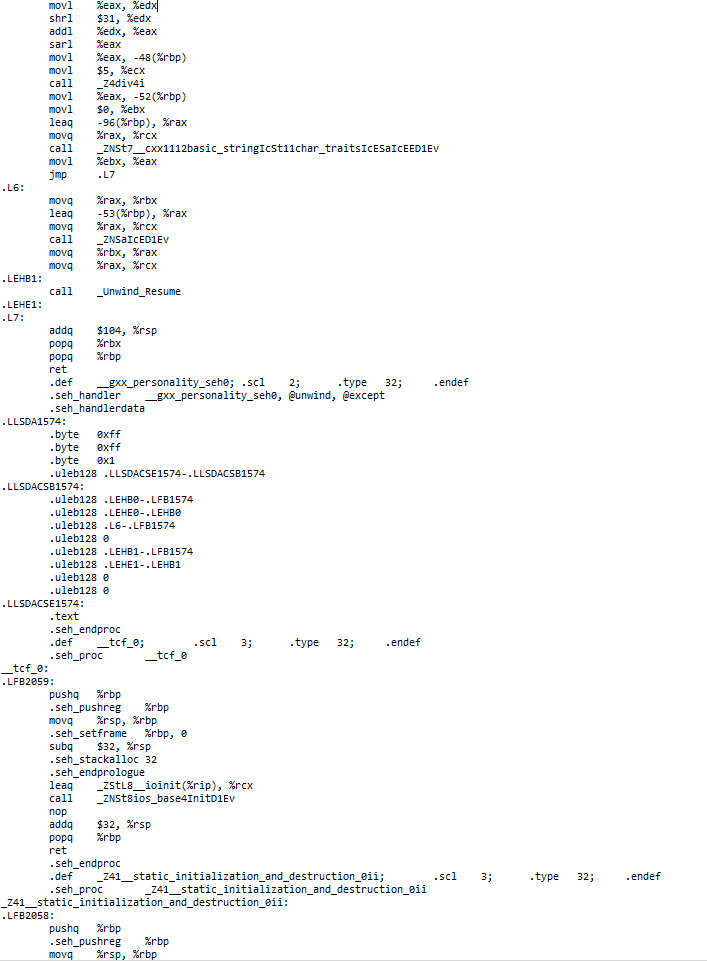 movl %eax, %edx
shrl $31, %edx
addl %edx, %eax
sarl %eax
movl %eax, -48(%rbp)
movl $5, %ecx
call _Z4div4i
movl %eax, -52(%rbp)
movl $0, %ebx
leaq -96(%rbp), %rax
movq %rax, %rcx
call _ZNSt7__cxx1112basic_stringIcSt11char_traitsIcESaIcEED1Ev
movl %ebx, %eax
jmp .L7
.L6:
movq %rax, %rbx
leaq -53(%rbp), %rax
movq %rax, %rcx
call _ZNSaIcED1Ev
movq %rbx, %rax
movq %rax, %rcx
.LEHB1:
call _Unwind_Resume
.LEHE1:
.L7:
addq $104, %rsp
popq %rbx
popq %rbp
ret
.def __gxx_personality_seh0; .scl 2; .type 32; .endef
.seh_handler __gxx_personality_seh0, @unwind, @except
.seh_handlerdata
.LLSDA1574:
.byte 0xff
.byte 0xff
.byte 0x1
.uleb128 .LLSDACSE1574-.LLSDACSB1574
.LLSDACSB1574:
.uleb128 .LEHB0-.LFB1574
.uleb128 .LEHE0-.LEHB0
.uleb128 .L6-.LFB1574
.uleb128 0
.uleb128 .LEHB1-.LFB1574
.uleb128 .LEHE1-.LEHB1
.uleb128 0
.uleb128 0
.LLSDACSE1574:
.text
.seh_endproc
.def __tcf_0; .scl 3; .type 32; .endef
.seh_proc __tcf_0
__tcf_0:
.LFB2059:
pushq %rbp
.seh_pushreg %rbp
movq %rsp, %rbp
.seh_setframe %rbp, 0
subq $32, %rsp
.seh_stackalloc 32
.seh_endprologue
leaq _ZStL8__ioinit(%rip), %rcx
call _ZNSt8ios_base4InitD1Ev
nop
addq $32, %rsp
popq %rbp
ret
.seh_endproc
.def _Z41__static_initialization_and_destruction_0ii; .scl 3; .type 32; .endef
.seh_proc _Z41__static_initialization_and_destruction_0ii
_Z41__static_initialization_and_destruction_0ii:
.LFB2058:
pushq %rbp
.seh_pushreg %rbp
movq %rsp, %rbp